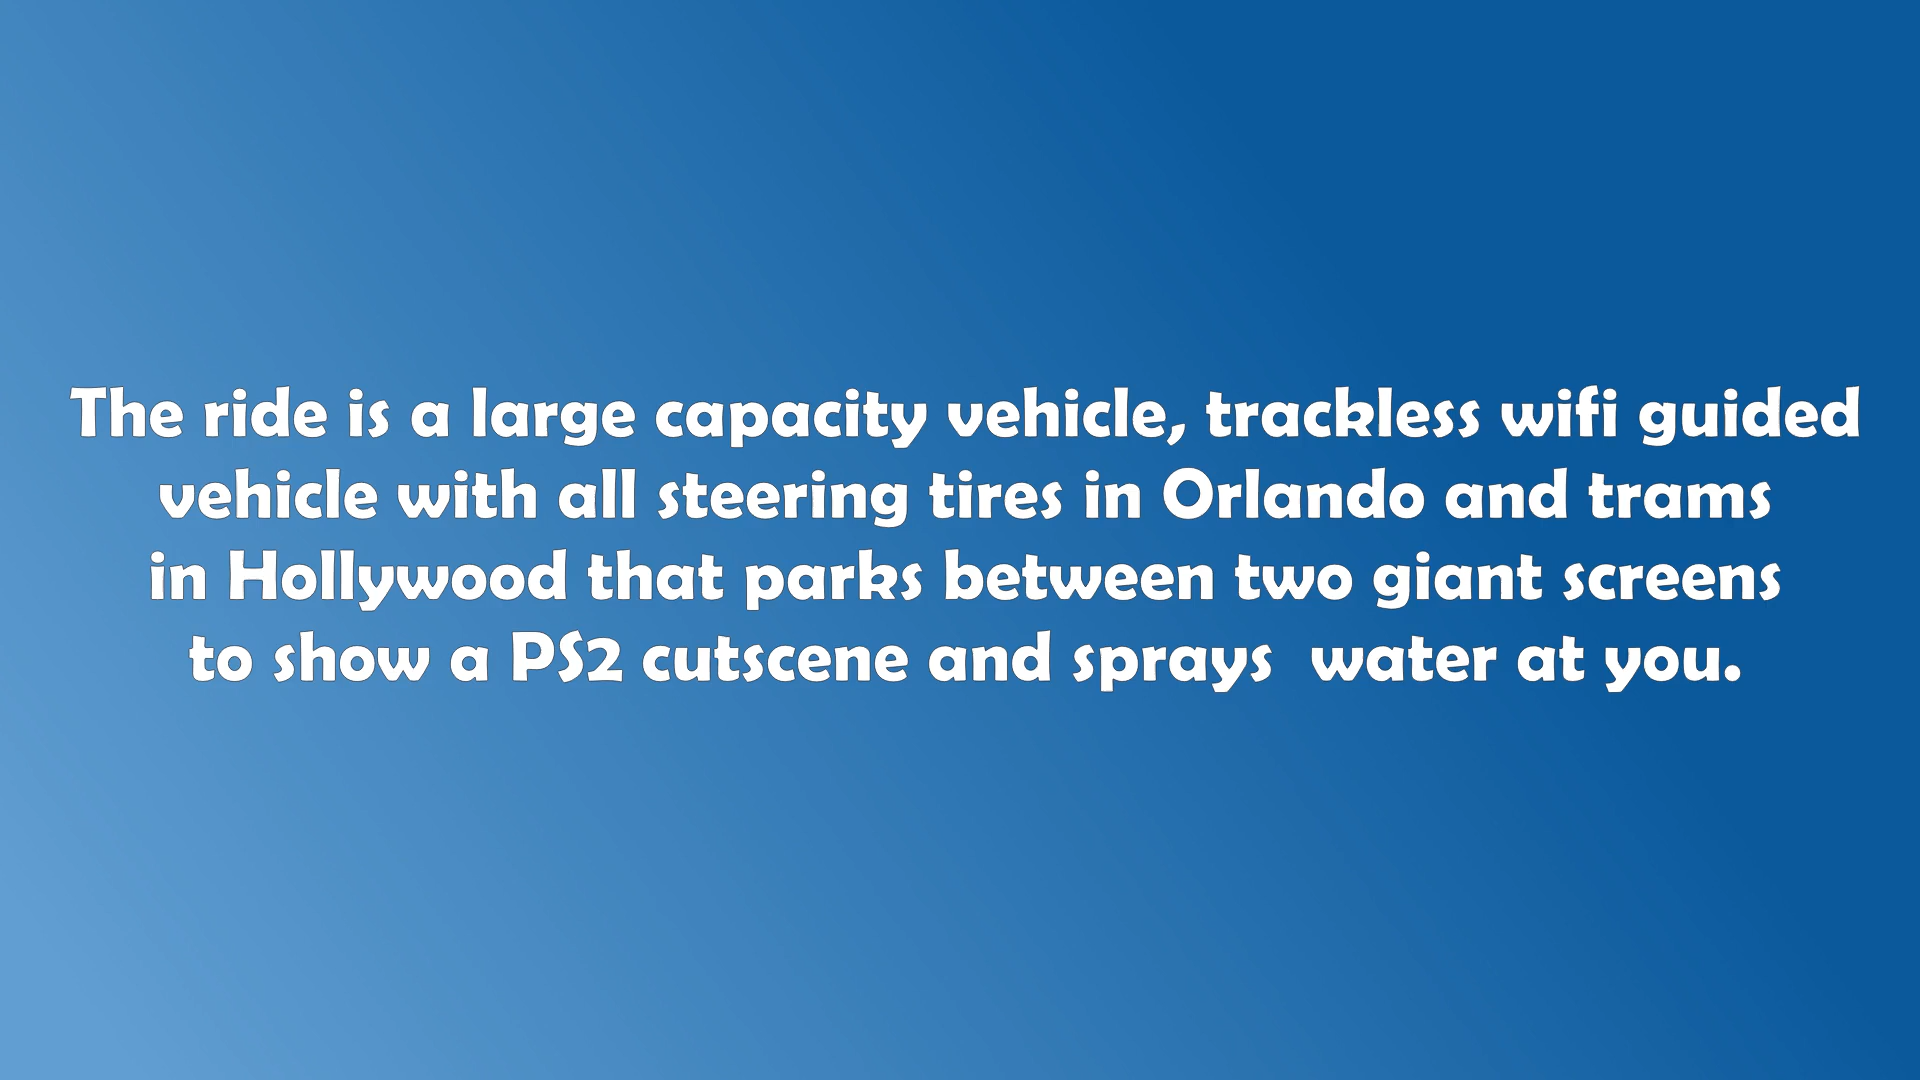 The ride is a large capacity vehicle, trackless wifi guided
vehicle with all steering tires in Orlando and trams
in Hollywood that parks between two giant screens
to show a PS2 cutscene and sprays  water at you.